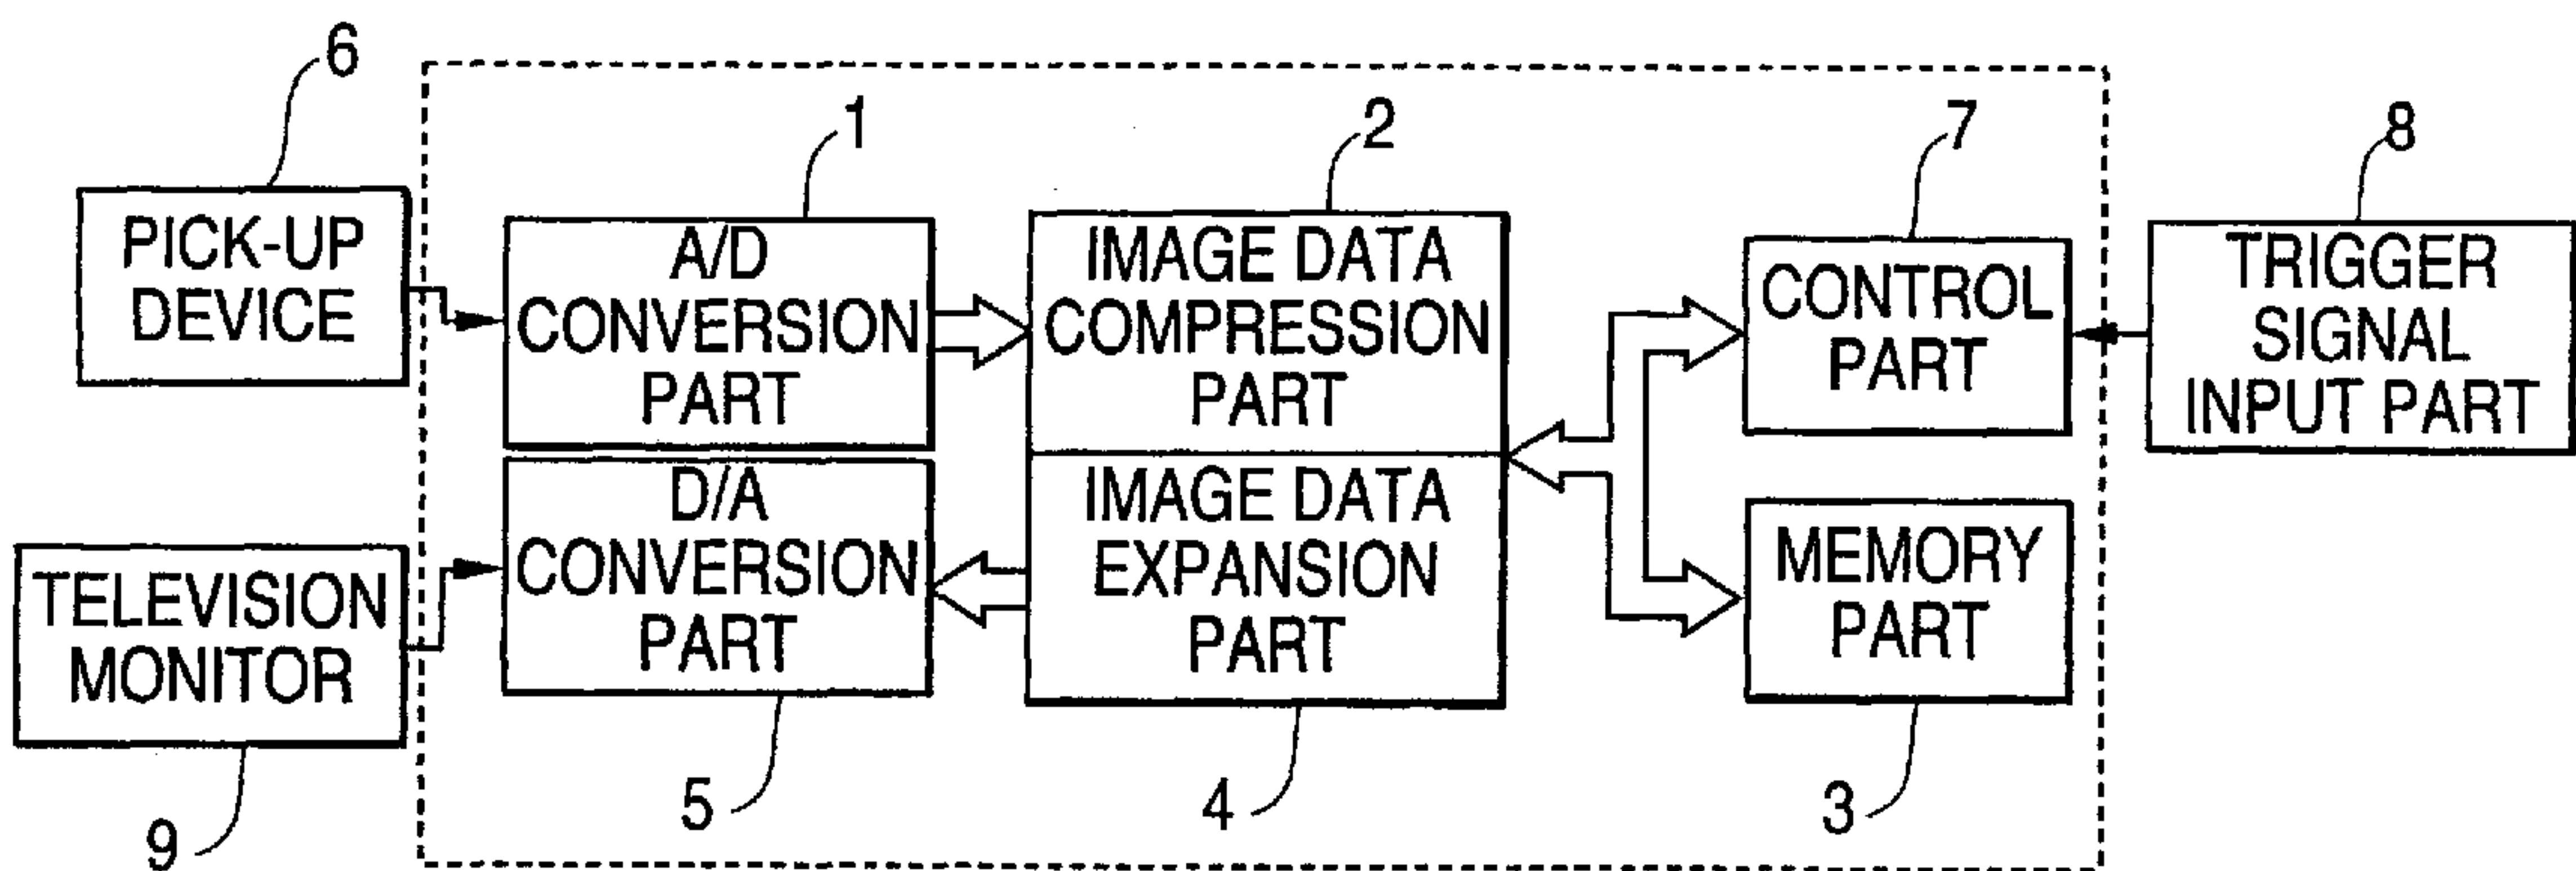 6
1
2
7
8
PICK-UP
DEVICE
A/D
CONVERSION
PART
IMAGE DATA
COMPRESSION
PART
CONTROL
PART
TRIGGER
SIGNAL
INPUT PART
TELEVISION
MONITOR
D/A
CONVERSION
PART
IMAGE DATA
EXPANSION
PART
MEMORY
PART
9
5
4
3